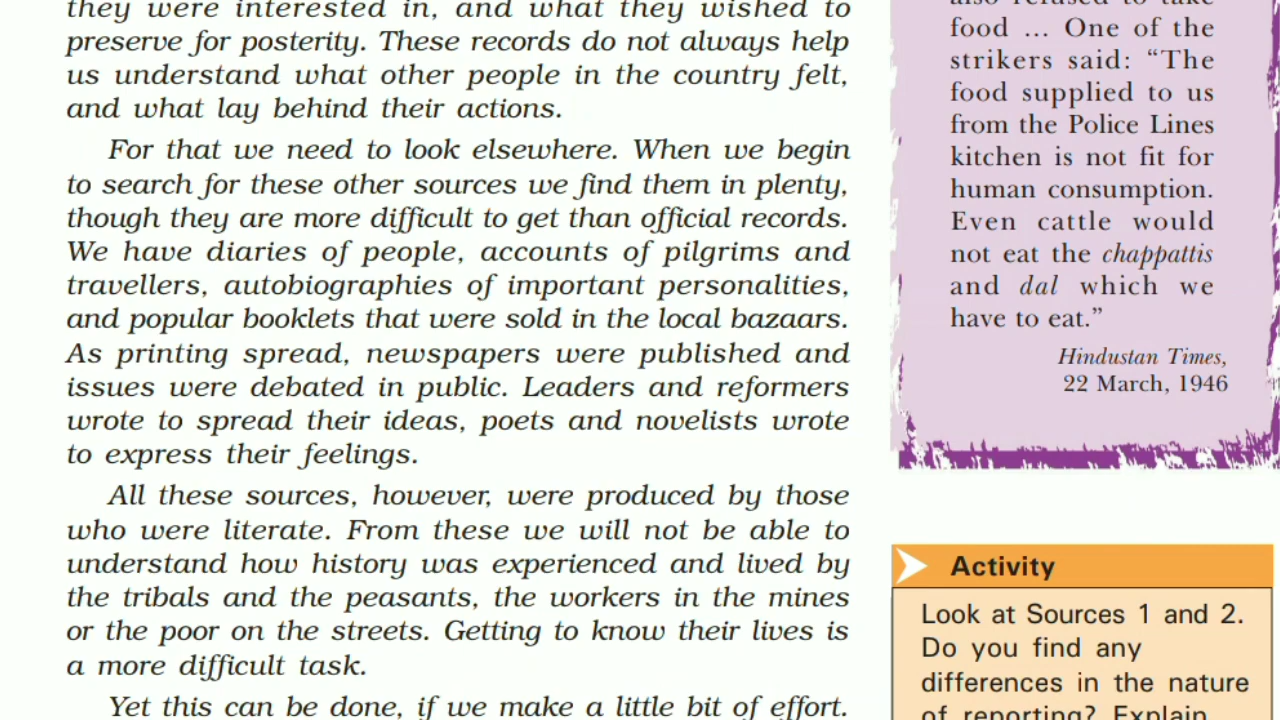 they were interested in, and what they wished to
preserve for posterity. These records do not always help
us understand what other people in the country felt,
and what lay behind their actions.
For that we need to look elsewhere. When we begin
to search for these other sources we find them in plenty,
though they are more difficult to get than official records.
We have diaries of people, accounts of pilgrims and
travellers, autobiographies of important personalities,
and popular booklets that were sold in the local bazaars.
As printing spread, newspapers were published and
issues were debated in public. Leaders and reformers
wrote to spread their ideas, poets and novelists wrote
to express their feelings.
All these sources, however, were produced by those
who were literate. From these we will not be able to
understand how history was experienced and lived by
the tribals and the peasants, the workers in the mines
or the poor on the streets. Getting to know their lives is
a more difficult task.
Yet this can be done, if we make a little bit of effort.
also refused to take
food ... One of the
strikers said: “The
food supplied to us
from the Police Lines
kitchen is not fit for
human consumption.
Even cattle would
not eat the chappattis
and dal which we
have to eat.”
Hindustan Times,
22 March, 1946
Activity
Look at Sources 1 and 2.
Do you find any
differences in the nature
of reporting? Explain